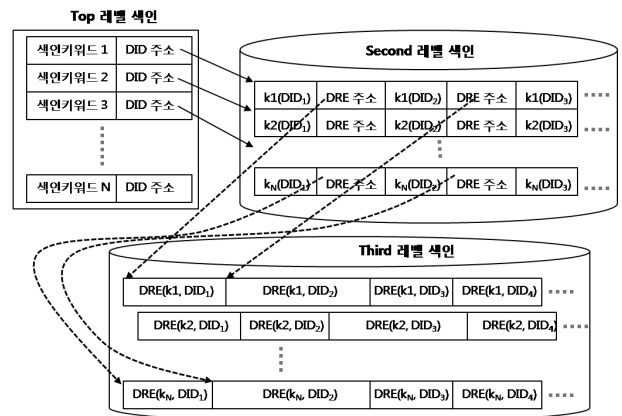 Top 레벨 색인
색인키워드 1 DID 주소
색인키워드 2 DID 주소
색인키워드 3 DID 주소
색인키워드 N DID 주소
Second 레벨 색인
k1(DID₁) DRE 주소 k1(DID₂) DRE 주소 k1(DID₃)
k2(DID₁) DRE 주소 k2(DID₂) DRE 주소 k2(DID₃)
kN(DID₁) DRE 주소 kN(DID₂) DRE 주소 kN(DID₃)
Third 레벨 색인
DRE(k1, DID₁) DRE(k1, DID₂) DRE(k1, DID₃) DRE(k1, DID₄)
DRE(k2, DID₁) DRE(k2, DID₂) DRE(k2, DID₃) DRE(k2, DID₄)
DRE(kN, DID₁) DRE(kN, DID₂) DRE(kN, DID₃) DRE(kN, DID₄)